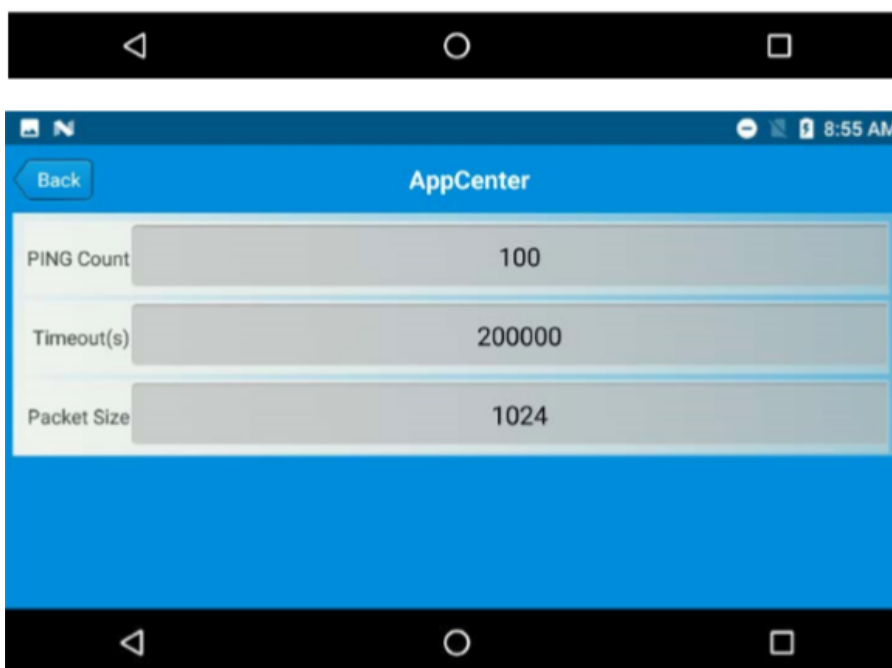 8:55 AM
Back
AppCenter
PING Count 100
Timeout(s) 200000
Packet Size 1024